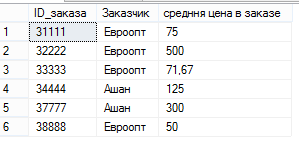 ID_заказа Заказчик средння цена в заказе
1 31111 Евроопт 75
2 32222 Евроопт 500
3 33333 Евроопт 71,67
4 34444 Ашан 125
5 37777 Ашан 300
6 38888 Евроопт 50